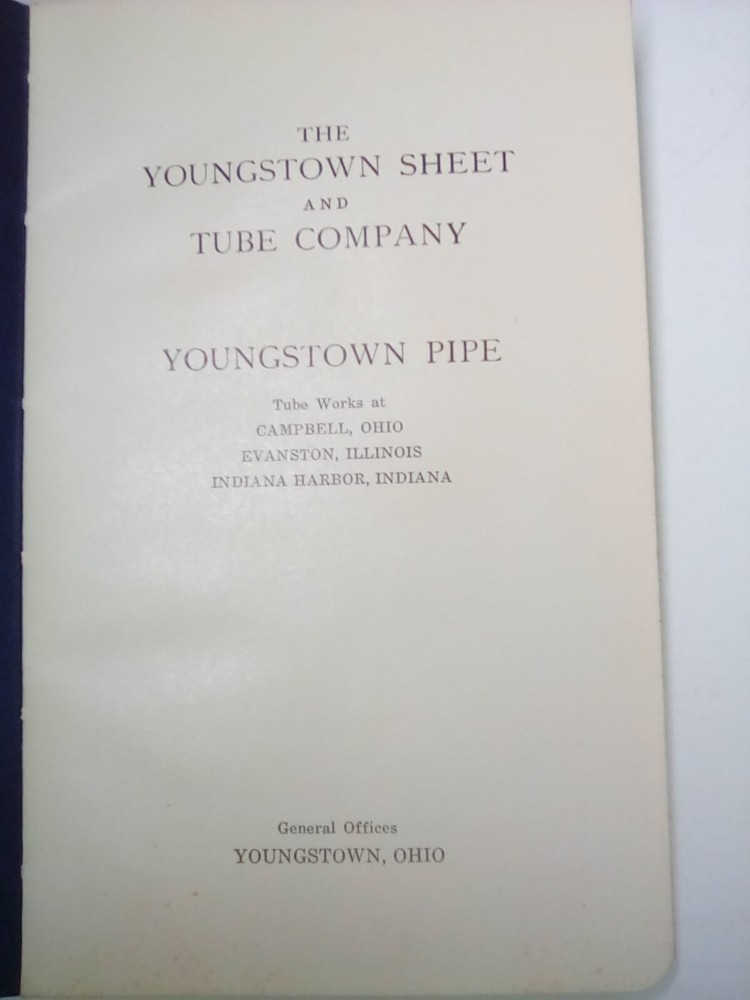 THE
YOUNGSTOWN SHEET
AND
TUBE COMPANY
YOUNGSTOWN PIPE
Tube Works at
CAMPBELL, OHIO
EVANSTON, ILLINOIS
INDIANA HARBOR, INDIANA
General Offices
YOUNGSTOWN, OHIO